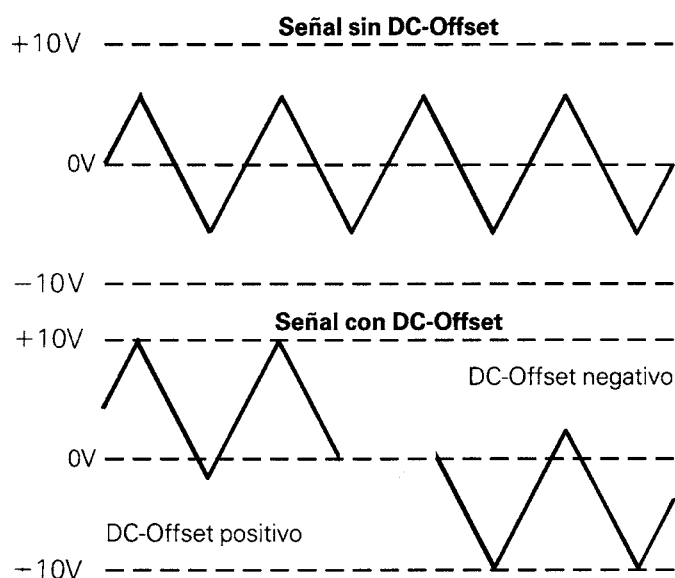 Señal sin DC-Offset
+10V
0V
−10V
Señal con DC-Offset
+10V
DC-Offset negativo
0V
DC-Offset positivo
−10V